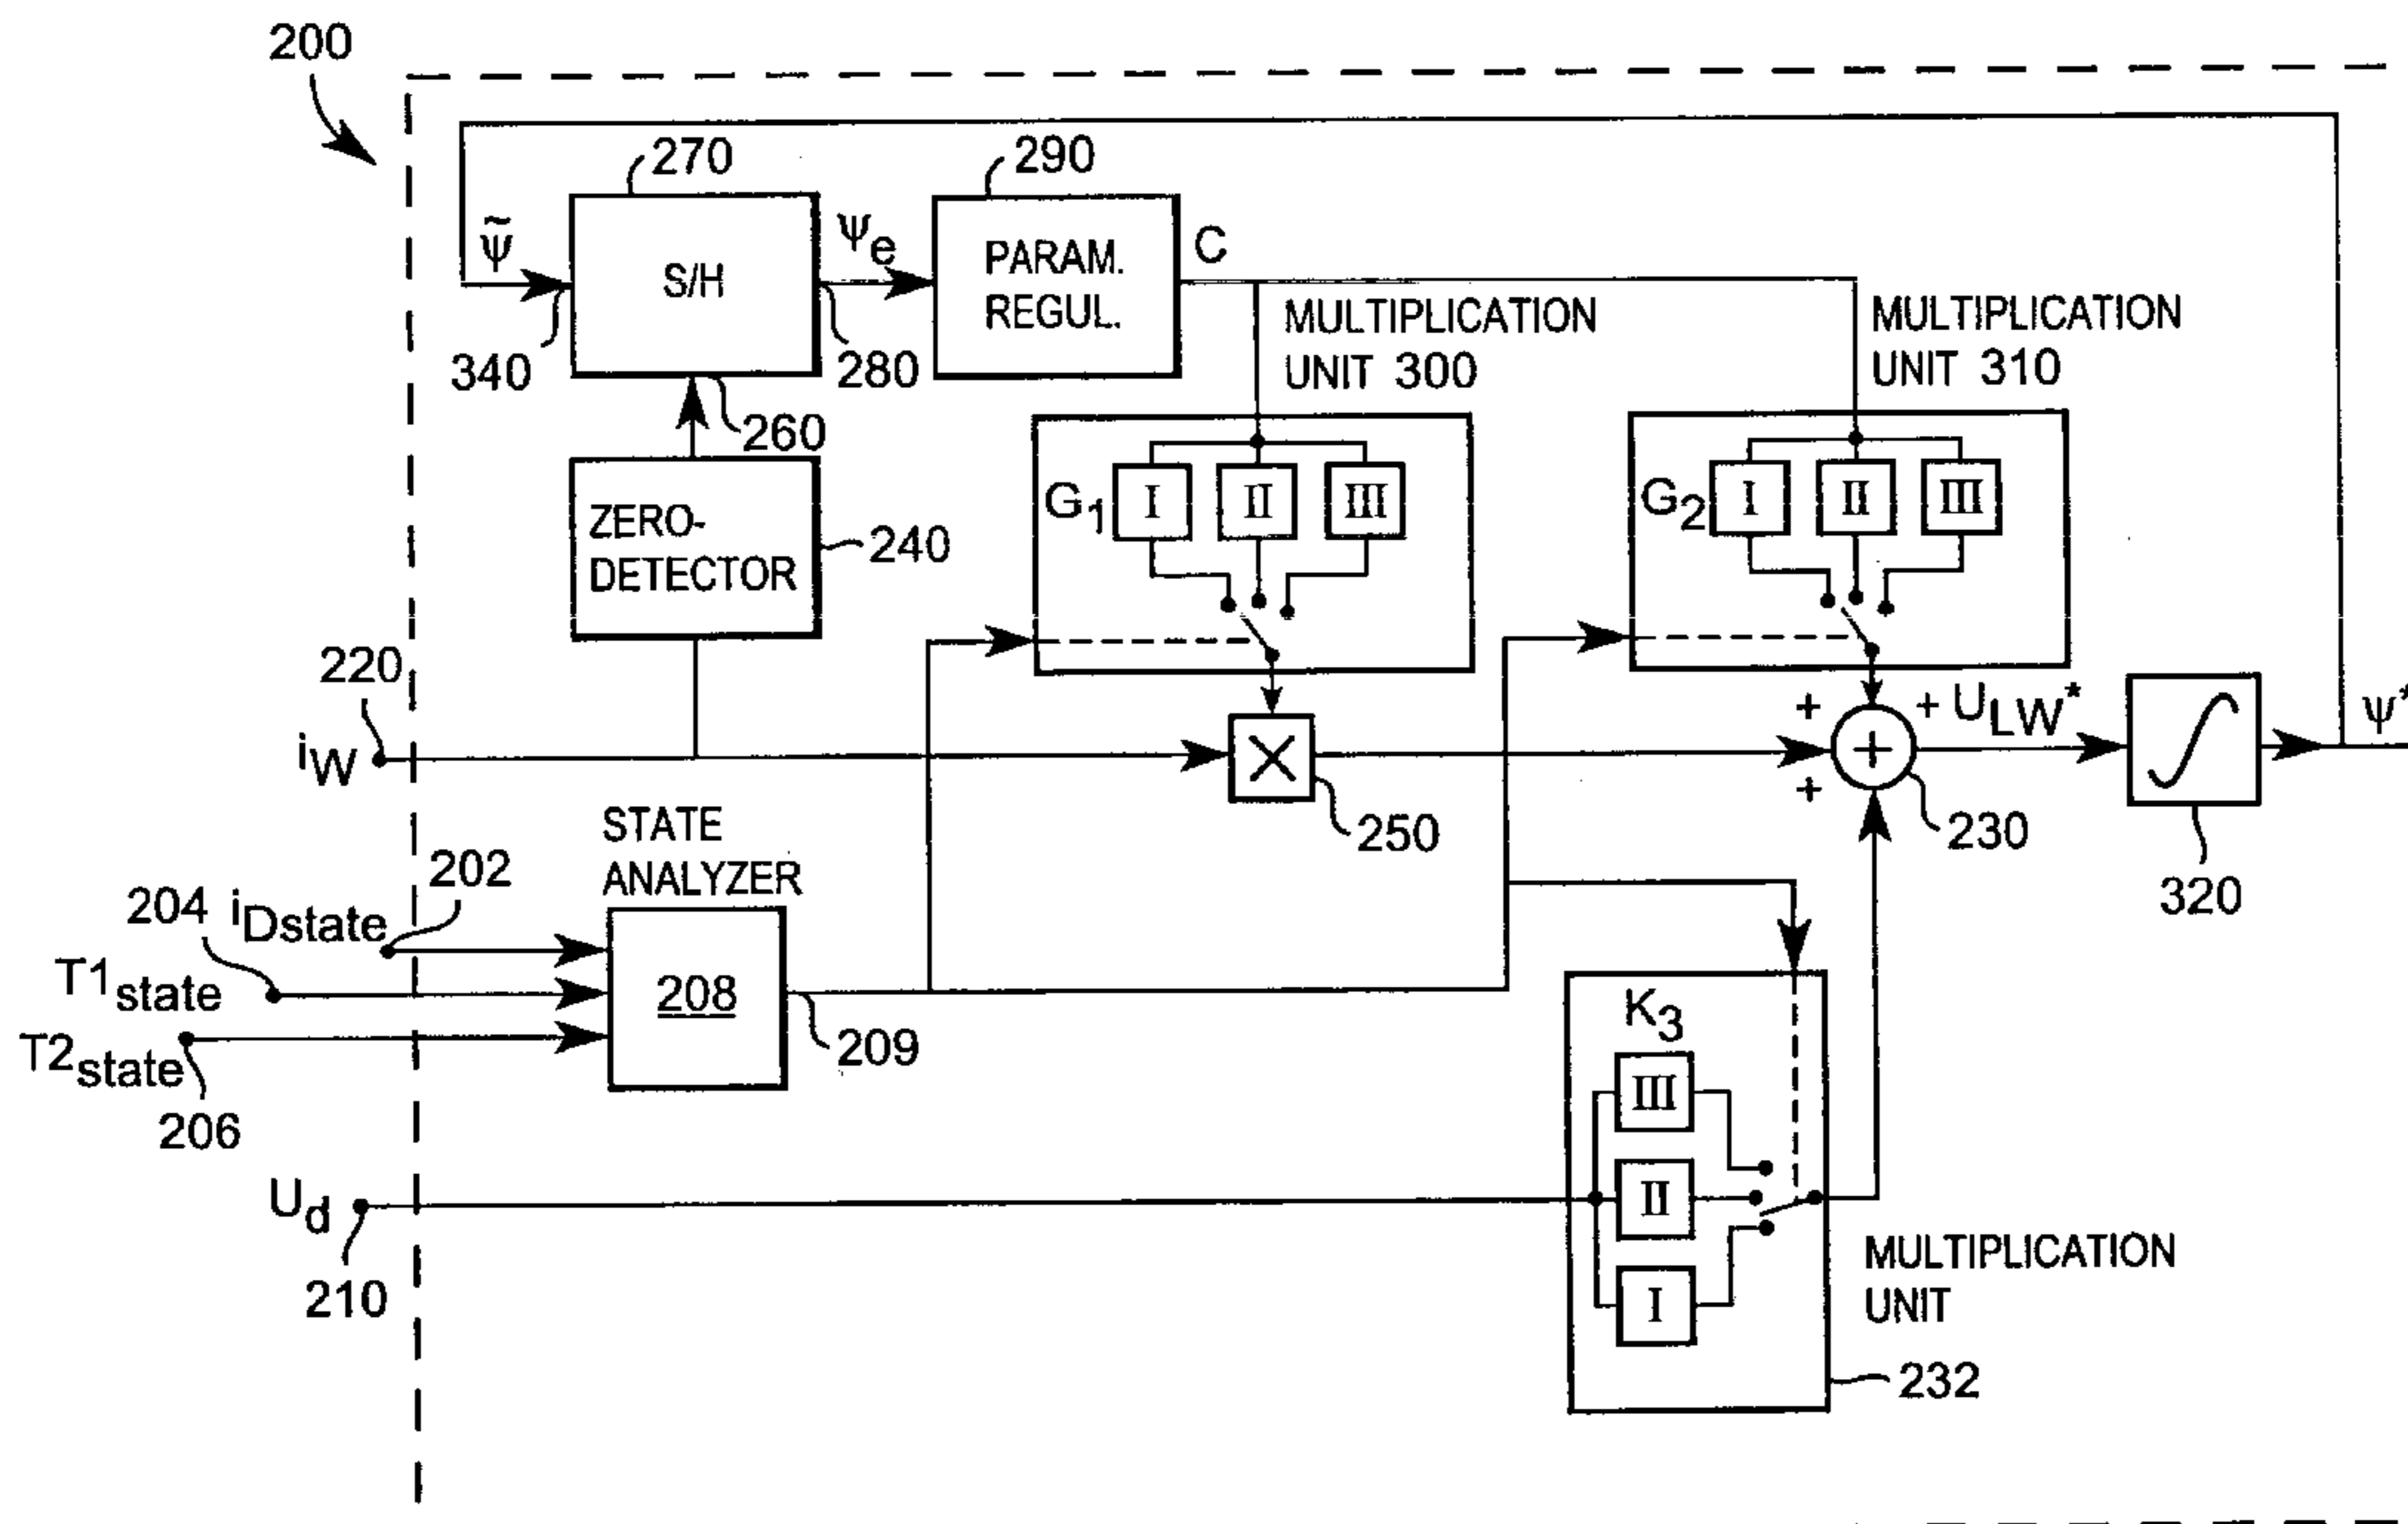 200
270
290
ψ̃
S/H
ψe
PARAM.
REGUL.
C
340
280
260
MULTIPLICATION
UNIT 300
MULTIPLICATION
UNIT 310
G1
I
II
III
G2
I
II
III
ZERO-
DETECTOR
240
220
iW
X
250
+
+
+
+
ULW*
230
∫
320
ψ*
STATE
ANALYZER
202
204
iDstate
T1state
T2state
206
208
209
K3
III
II
I
Ud
210
MULTIPLICATION
UNIT
232